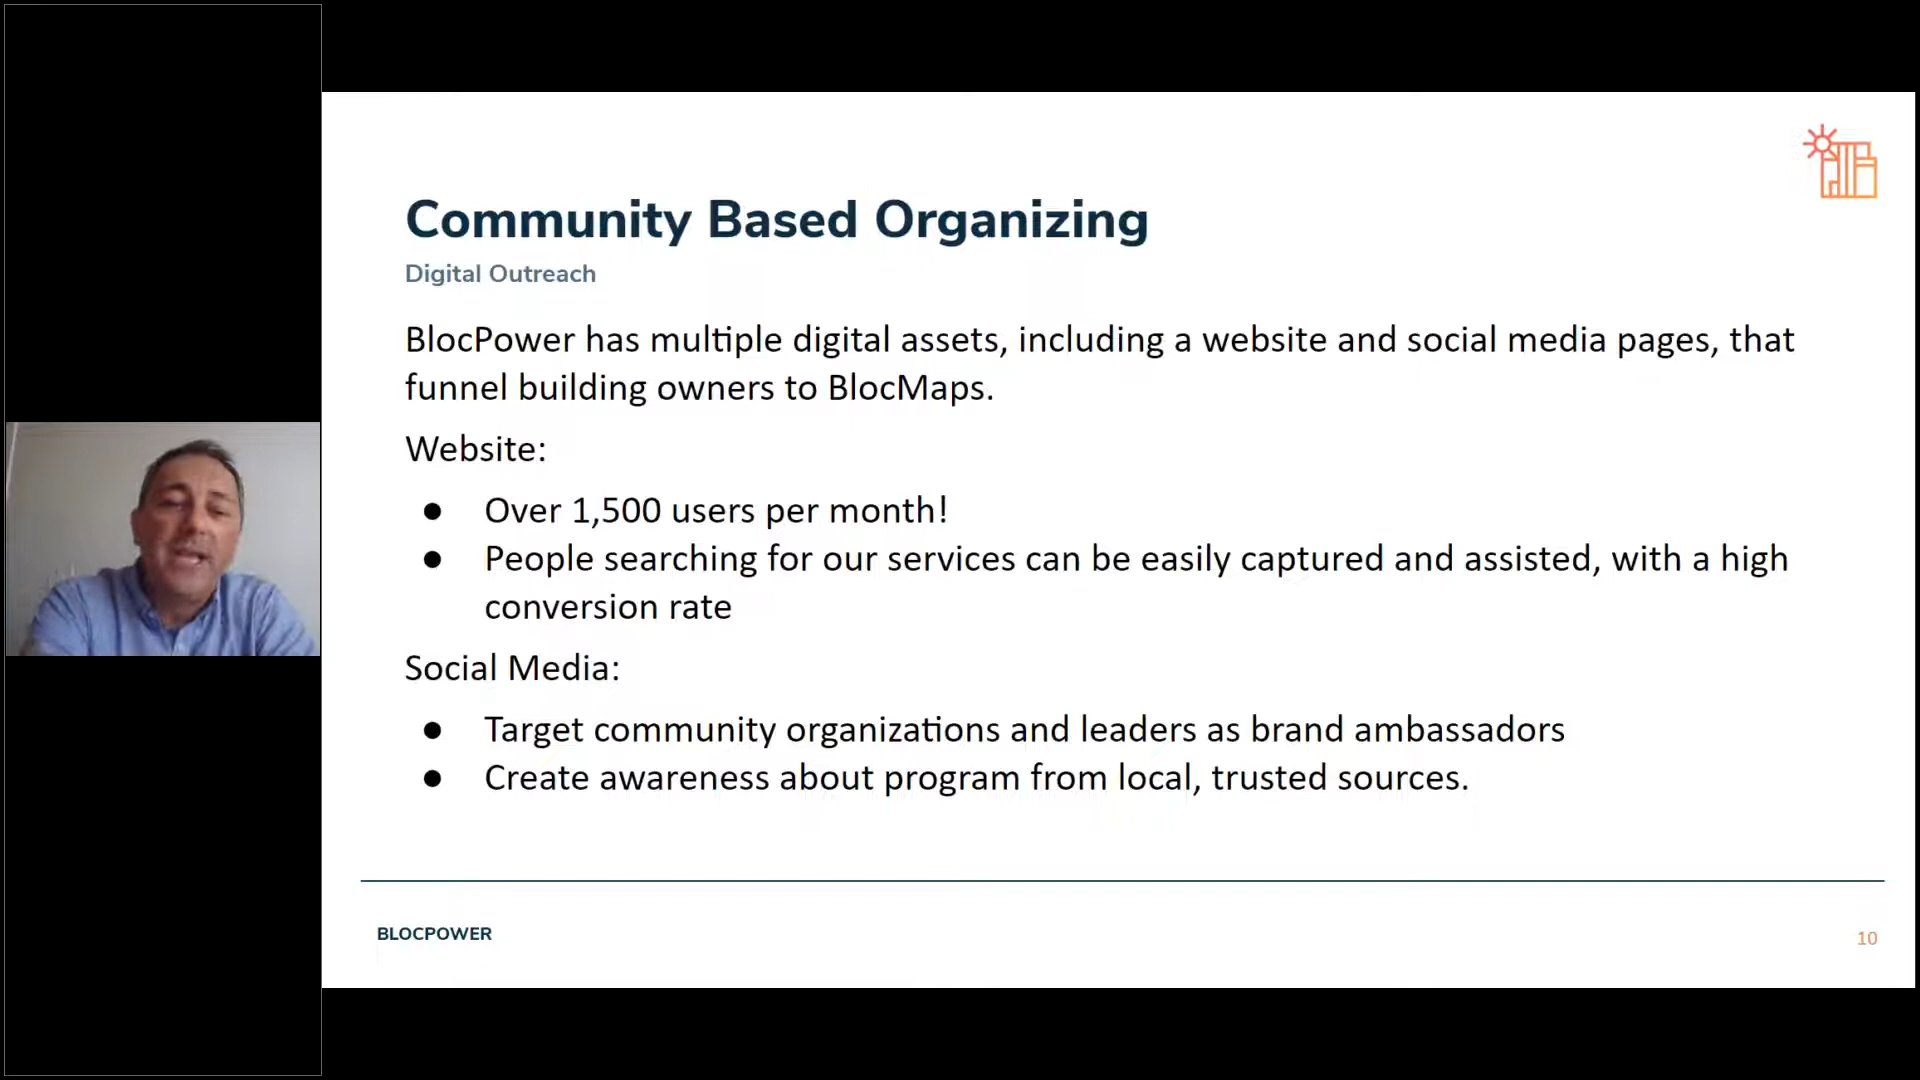 Community Based Organizing
Digital Outreach
BlocPower has multiple digital assets, including a website and social media pages, that
funnel building owners to BlocMaps.
Website:
● Over 1,500 users per month!
● People searching for our services can be easily captured and assisted, with a high
conversion rate
Social Media:
● Target community organizations and leaders as brand ambassadors
● Create awareness about program from local, trusted sources.
BLOCPOWER
10